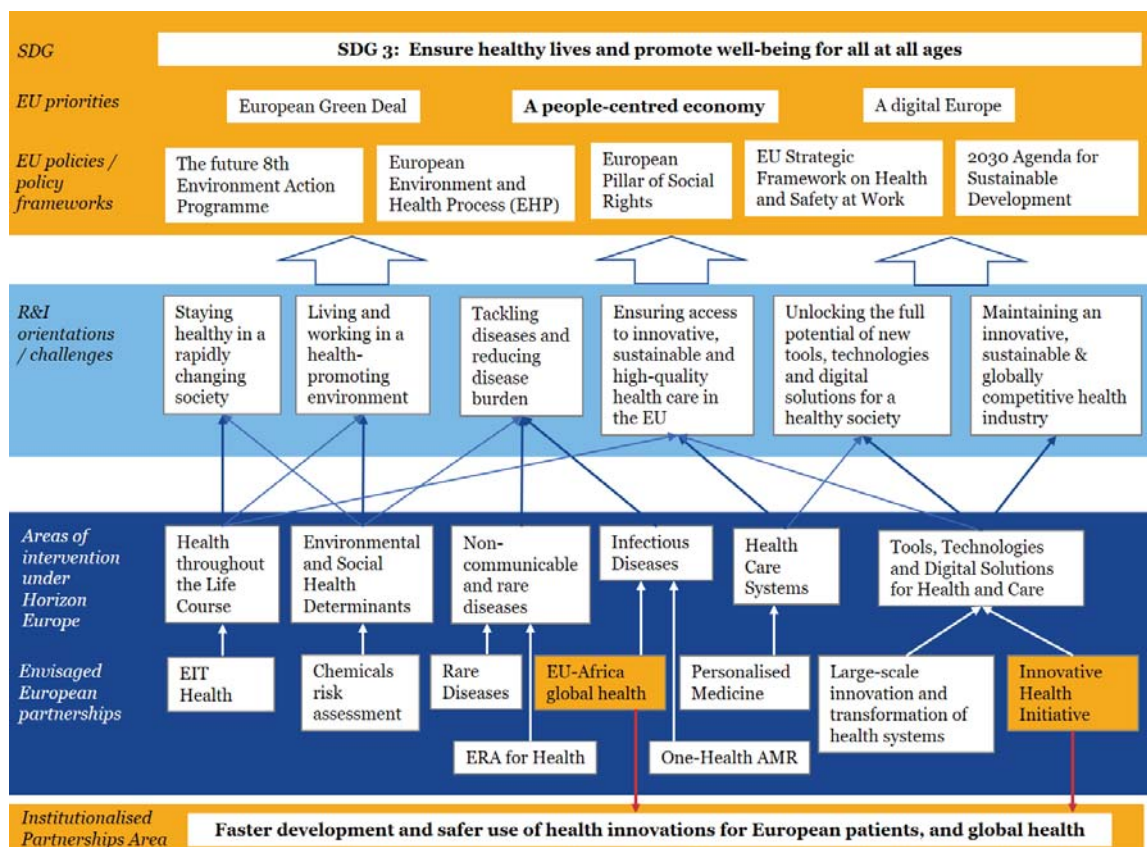 SDG
SDG 3: Ensure healthy lives and promote well-being for all at all ages
EU priorities
European Green Deal
A people-centred economy
A digital Europe
EU policies /
policy
frameworks
The future 8th
Environment Action
Programme
European
Environment and
Health Process (EHP)
European
Pillar of Social
Rights
EU Strategic
Framework on Health
and Safety at Work
2030 Agenda for
Sustainable
Development
R&I
orientations
/ challenges
Staying
healthy in a
rapidly
changing
society
Living and
working in a
health-
promoting
environment
Tackling
diseases and
reducing
disease
burden
Ensuring access
to innovative,
sustainable and
high-quality
health care in
the EU
Unlocking the full
potential of new
tools, technologies
and digital
solutions for a
healthy society
Maintaining an
innovative,
sustainable &
globally
competitive health
industry
Areas of
intervention
under
Horizon
Europe
Health
throughout
the Life
Course
Environmental
and Social
Health
Determinants
Non-
communicable
and rare
diseases
Infectious
Diseases
Health
Care
Systems
Tools, Technologies
and Digital Solutions
for Health and Care
Envisaged
European
partnerships
EIT
Health
Chemicals
risk
assessment
Rare
Diseases
EU-Africa
global health
Personalised
Medicine
Large-scale
innovation and
transformation of
health systems
Innovative
Health
Initiative
ERA for Health
One-Health AMR
Institutionalised
Partnerships Area
Faster development and safer use of health innovations for European patients, and global health